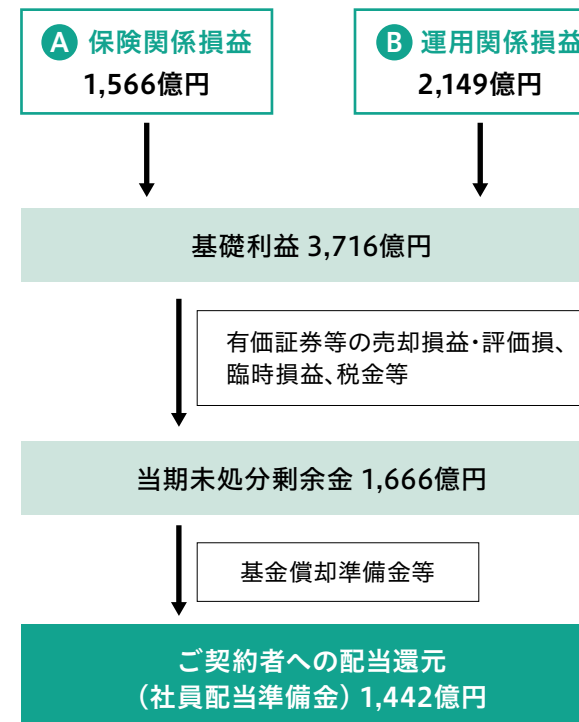 A 保険関係損益
1,566億円
B 運用関係損益
2,149億円
基礎利益 3,716億円
有価証券等の売却損益・評価損、
臨時損益、税金等
当期未処分剰余金 1,666億円
基金償却準備金等
ご契約者への配当還元
(社員配当準備金) 1,442億円